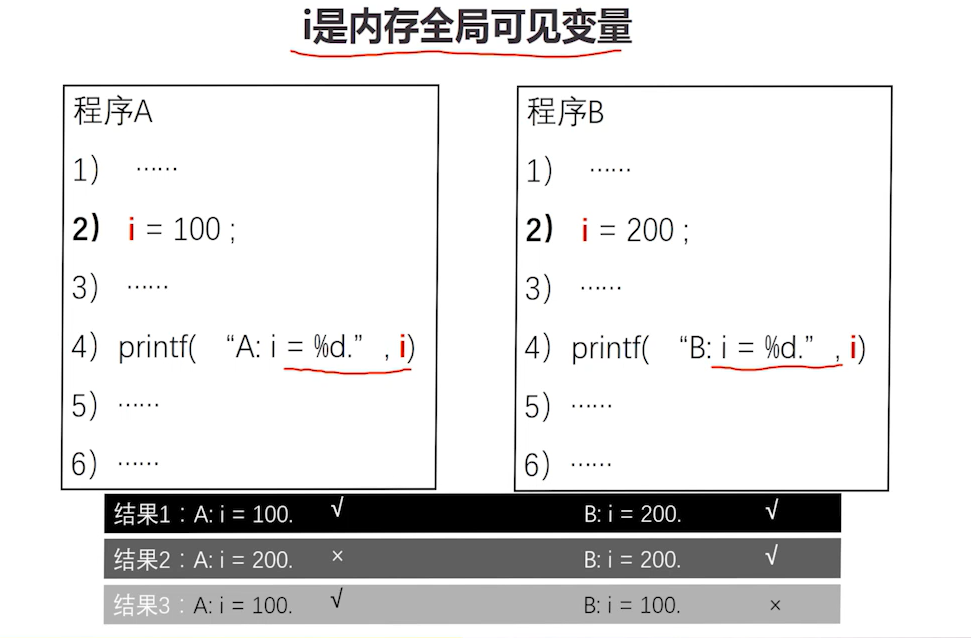 i是内存全局可见变量
程序A
1) ......
2) i = 100 ;
3) ......
4) printf( “A: i = %d.” , i)
5) ......
6) ......
程序B
1) ......
2) i = 200 ;
3) ......
4) printf( “B: i = %d.” , i)
5) ......
6) ......
结果1：A: i = 100. √ B: i = 200. √
结果2：A: i = 200. × B: i = 200. √
结果3：A: i = 100. √ B: i = 100. ×